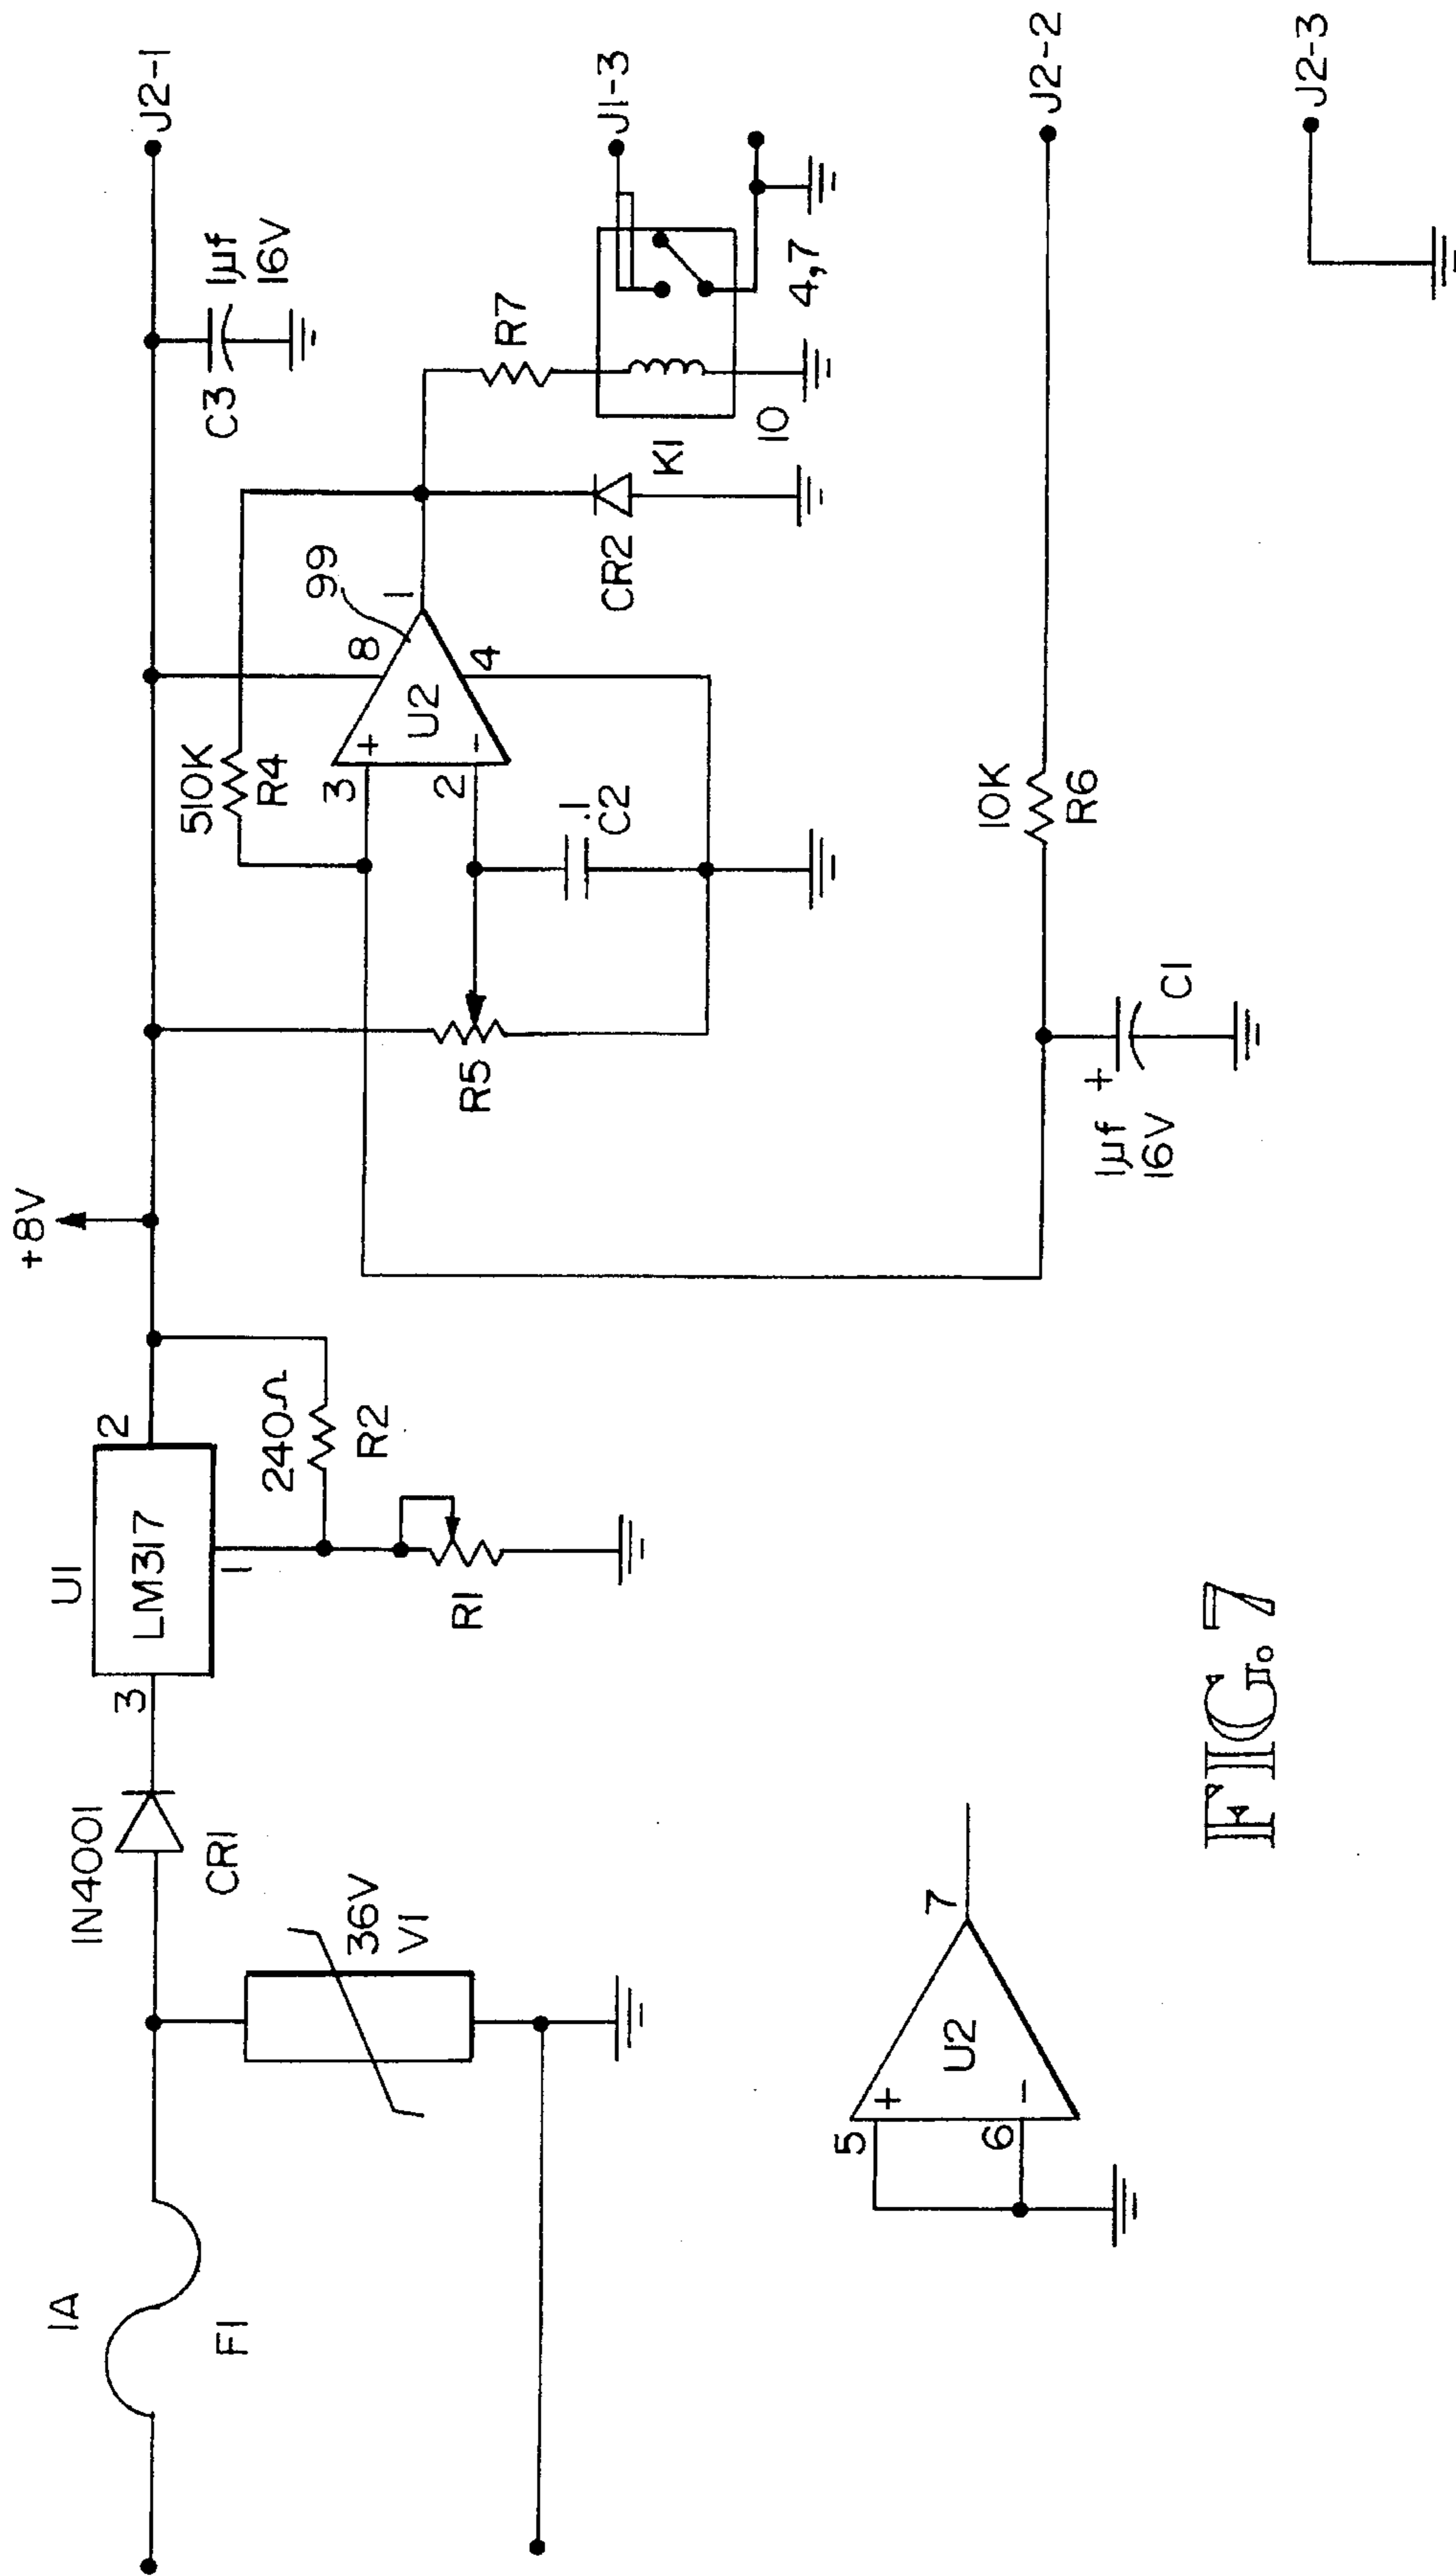 1A
F1
36V
V1
1N4001
CR1
U1
LM317
3
2
1
240Ω
R2
R1
+8V
J2-1
C3
1µf
16V
510K
R4
99
8
3
+
U2
1
2
-
4
.1
C2
R5
R7
CR2
K1
10
4,7
J1-3
10K
R6
J2-2
+
1µf
16V
C1
J2-3
5
+
U2
7
6
-
FIG. 7